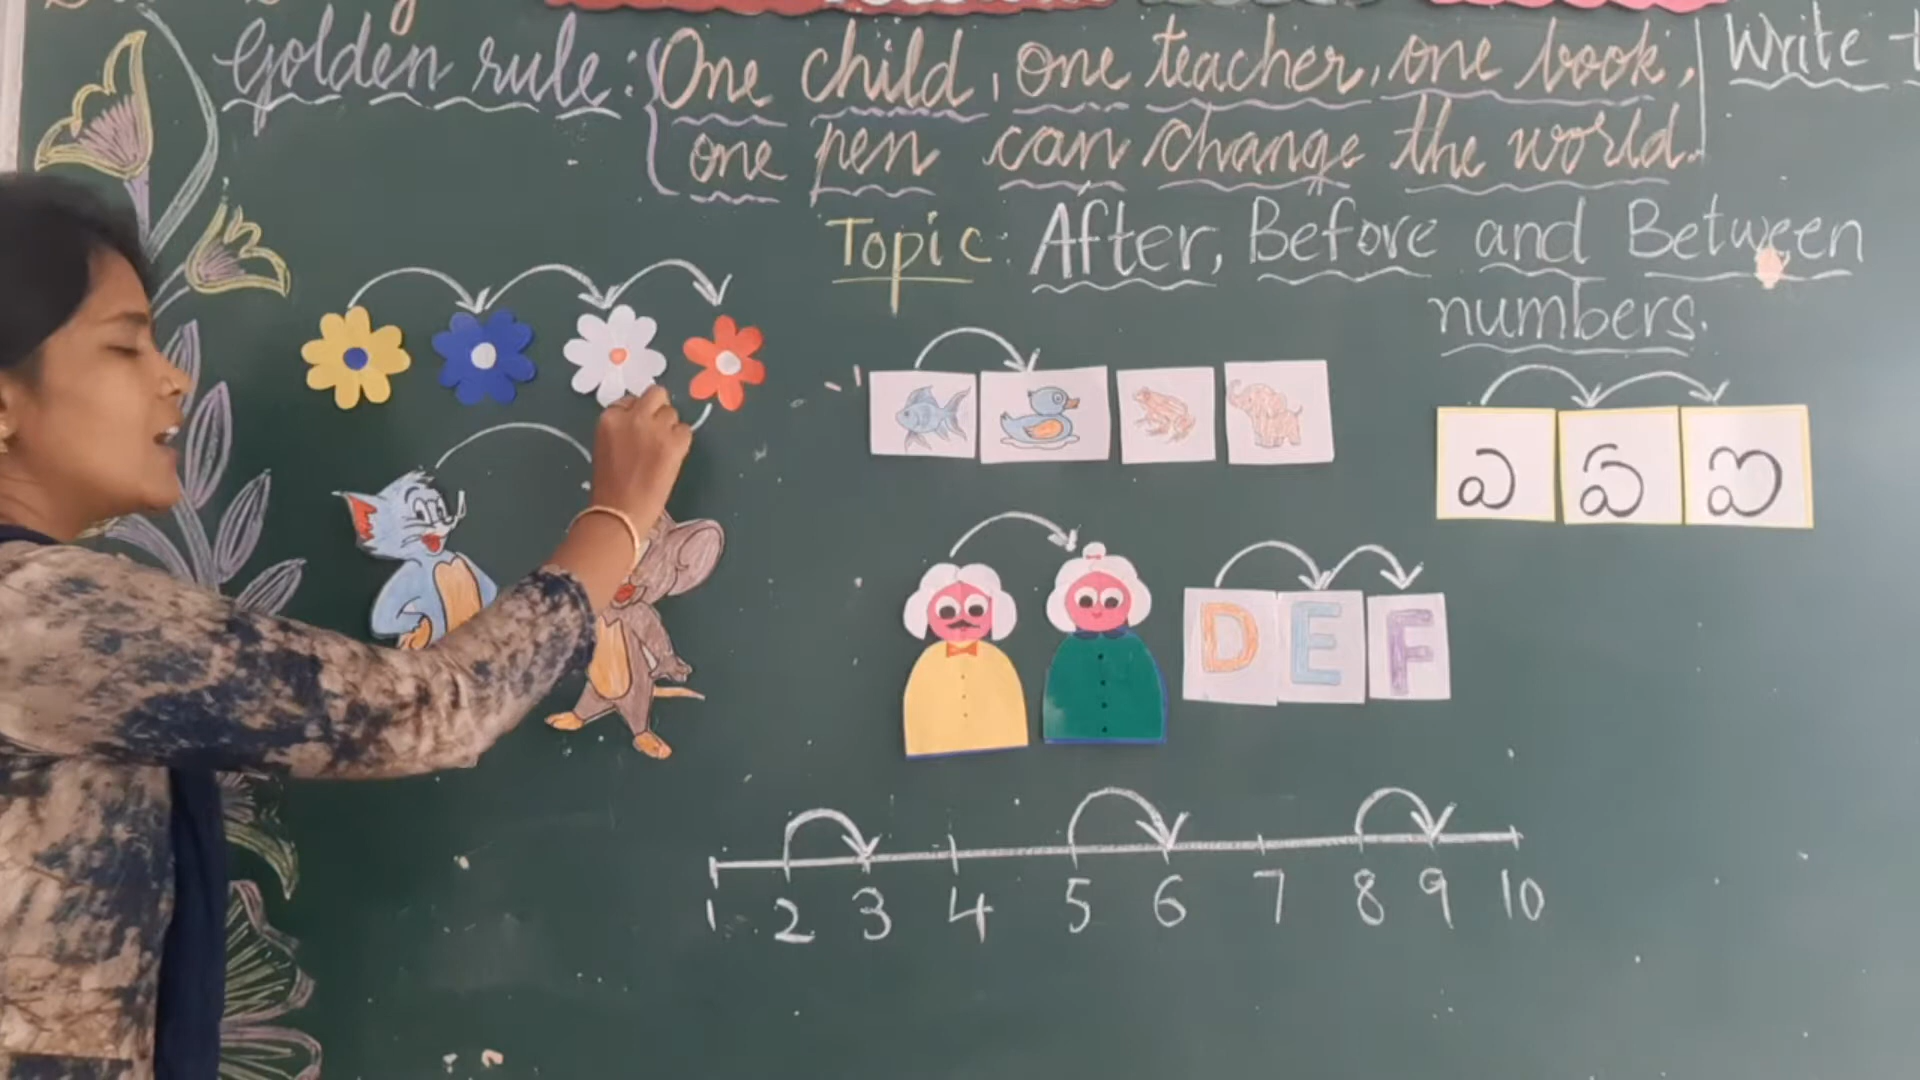 Golden rule: One child, one teacher, one book,
one pen can change the world.
Write
Topic: After, Before and Between
numbers.
ఎ ఏ ఐ
D E F
1 2 3 4 5 6 7 8 9 10